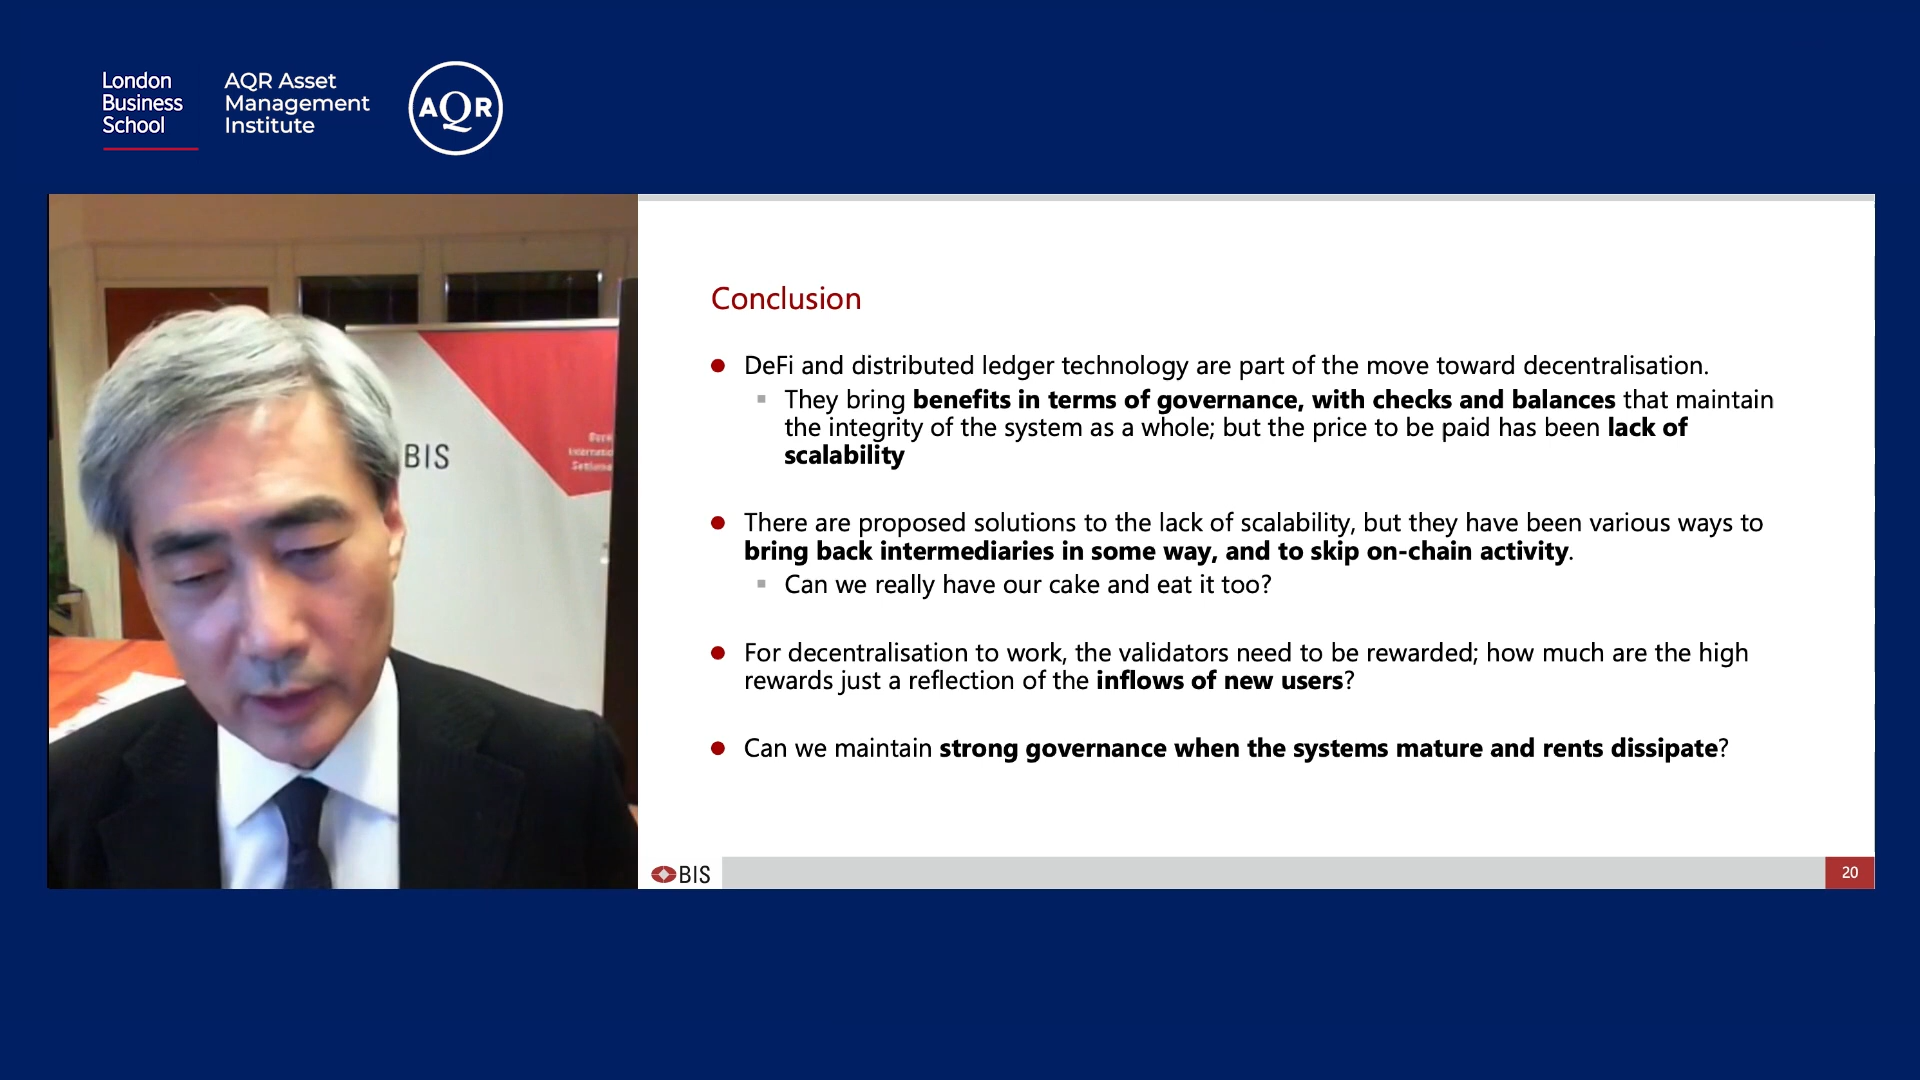 London
Business
School
AQR Asset
Management
Institute
AQR
BIS
Conclusion
DeFi and distributed ledger technology are part of the move toward decentralisation.
They bring benefits in terms of governance, with checks and balances that maintain
the integrity of the system as a whole; but the price to be paid has been lack of
scalability
There are proposed solutions to the lack of scalability, but they have been various ways to
bring back intermediaries in some way, and to skip on-chain activity.
Can we really have our cake and eat it too?
For decentralisation to work, the validators need to be rewarded; how much are the high
rewards just a reflection of the inflows of new users?
Can we maintain strong governance when the systems mature and rents dissipate?
BIS
20